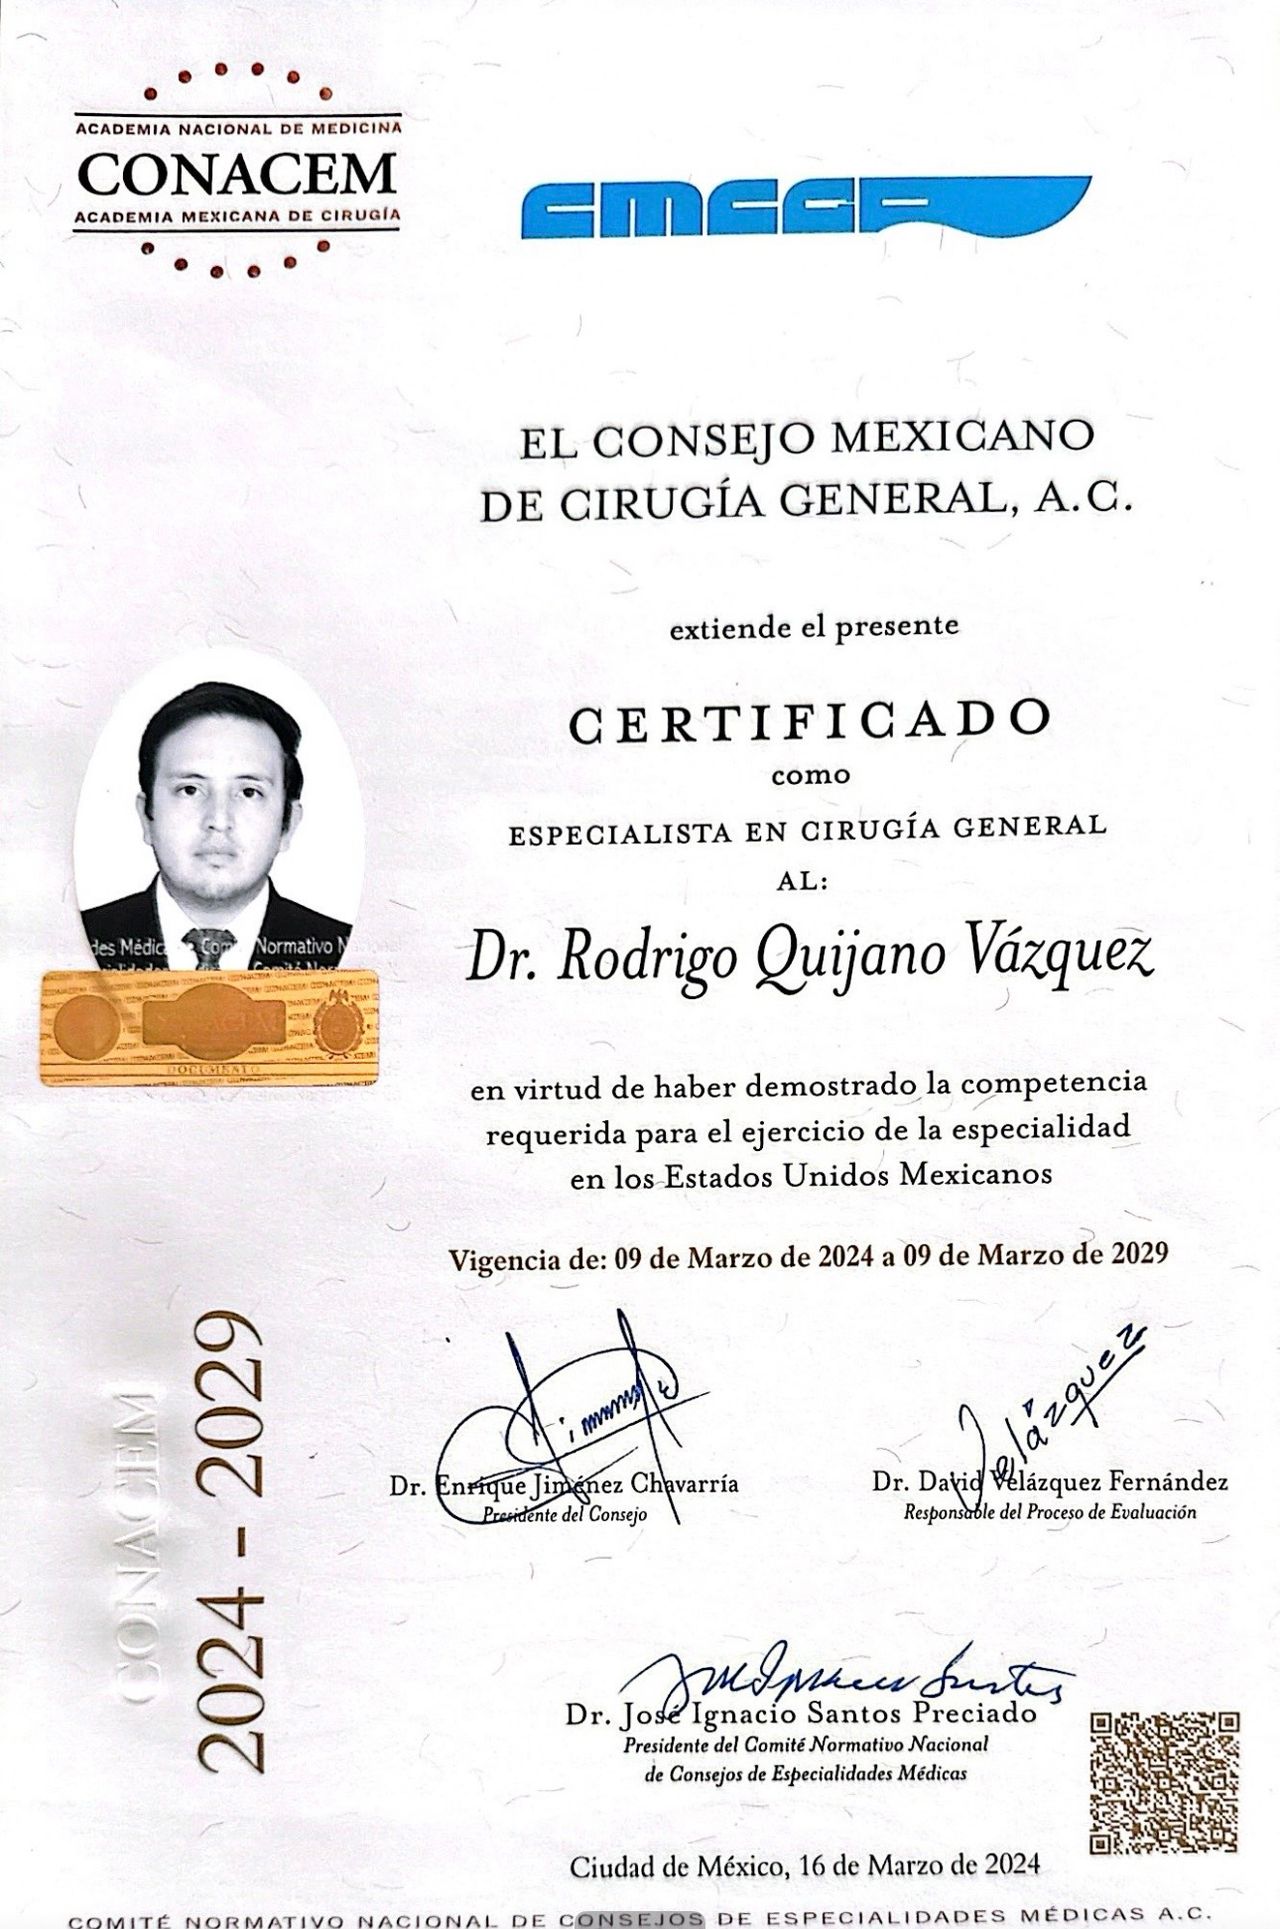 ACADEMIA NACIONAL DE MEDICINA
CONACEM
ACADEMIA MEXICANA DE CIRUGÍA
CMCG
EL CONSEJO MEXICANO
DE CIRUGÍA GENERAL, A.C.
extiende el presente
CERTIFICADO
como
ESPECIALISTA EN CIRUGÍA GENERAL
AL:
Dr. Rodrigo Quijano Vázquez
des Médic Com Normativo N
DOCUMENTO
en virtud de haber demostrado la competencia
requerida para el ejercicio de la especialidad
en los Estados Unidos Mexicanos
Vigencia de: 09 de Marzo de 2024 a 09 de Marzo de 2029
CONACEM
2024 - 2029
Velázquez
Dr. Enrique Jiménez Chavarría
Presidente del Consejo
Dr. David Velázquez Fernández
Responsable del Proceso de Evaluación
Dr. José Ignacio Santos Preciado
Presidente del Comité Normativo Nacional
de Consejos de Especialidades Médicas
Ciudad de México, 16 de Marzo de 2024
COMITÉ NORMATIVO NACIONAL DE CONSEJOS DE ESPECIALIDADES MÉDICAS A.C.